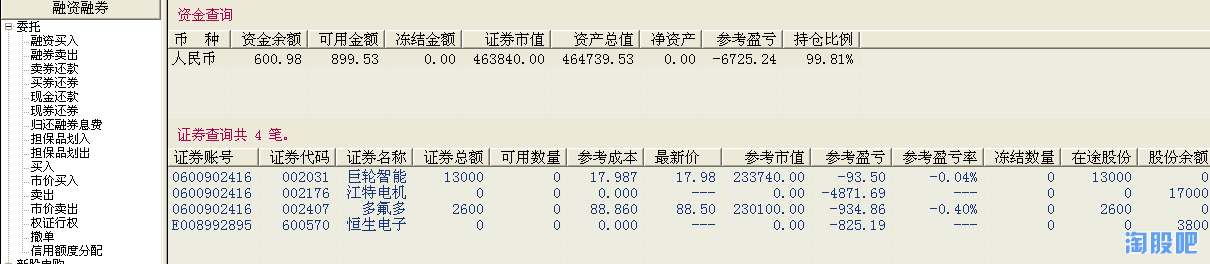 融资融券
委托
融资买入
融券卖出
卖券还款
买券还券
现金还款
现券还券
归还融券息费
担保品划入
担保品划出
买入
市价买入
卖出
市价卖出
权证行权
撤单
信用额度分配
新股申购
资金查询
币 种 资金余额 可用金额 冻结金额 证券市值 资产总值 净资产 参考盈亏 持仓比例
人民币 600.98 899.53 0.00 463840.00 464739.53 0.00 -6725.24 99.81%
证券查询共 4 笔。
证券账号 证券代码 证券名称 证券总额 可用数量 参考成本 最新价 参考市值 参考盈亏 参考盈亏率 冻结数量 在途股份 股份余额
0600902416 002031 巨轮智能 13000 0 17.987 17.98 233740.00 -93.50 -0.04% 0 13000 0
0600902416 002176 江特电机 0 0 0.000 --- 0.00 -4871.69 --- 0 0 17000
0600902416 002407 多氟多 2600 0 88.860 88.50 230100.00 -934.86 -0.40% 0 2600 0
E008992895 600570 恒生电子 0 0 0.000 --- 0.00 -825.19 --- 0 0 3800
淘股吧